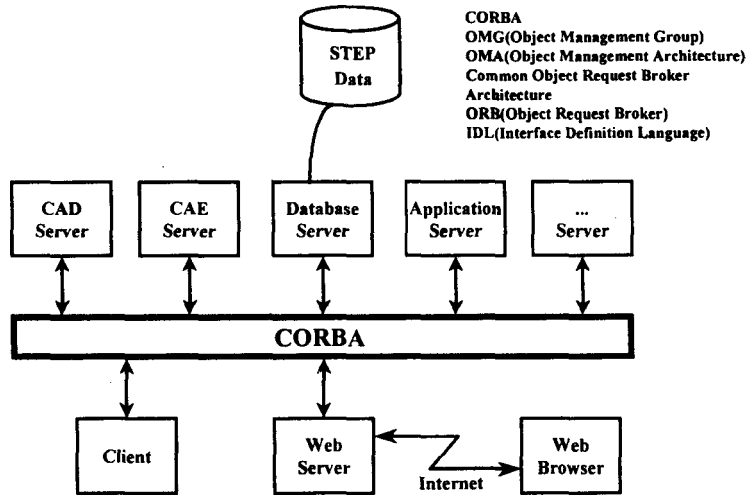 STEP
Data
CORBA
OMG(Object Management Group)
OMA(Object Management Architecture)
Common Object Request Broker
Architecture
ORB(Object Request Broker)
IDL(Interface Definition Language)
CAD
Server
CAE
Server
Database
Server
Application
Server
...
Server
CORBA
Client
Web
Server
Internet
Web
Browser